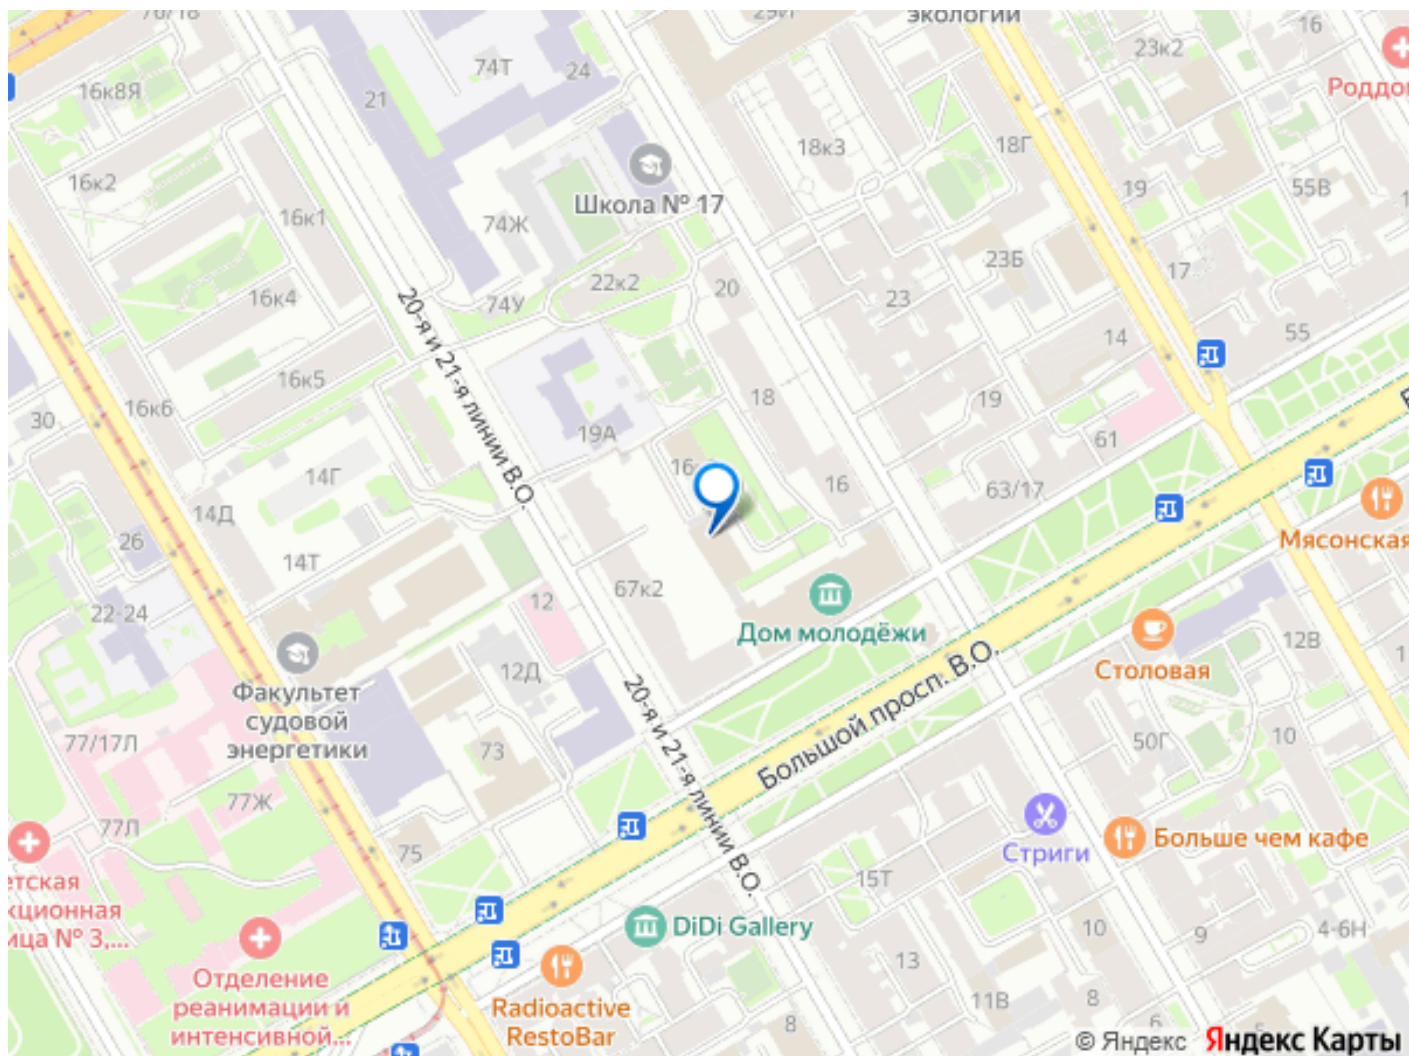 76/18
29И
экологии
16
23к2
74Т
24
16к8Я
21
Роддо
18к3
18Г
16к2
Школа № 17
19
55В
16к1
74Ж
23Б
17
22к2
20
16к4
74У
23
55
14
20-я и 21-я линии В.О.
16к5
18
19
16к6
30
19А
61
14Г
16
16
63/17
14Д
26
Мясонская
14Т
67к2
22-24
12
Дом молодёжи
12В
Столовая
Факультет
судовой
энергетики
12Д
20-я и 21-я линии В.О.
Большой просп. В.О.
77/17Л
73
50Г
10
77Ж
77Л
75
Стриги
Больше чем кафе
етская
кционная
ица № 3,...
15Т
DiDi Gallery
10
9
4-6Н
Отделение
реанимации и
интенсивной...
13
Radioactive
RestoBar
11В
8
8
6
© Яндекс Яндекс Карты